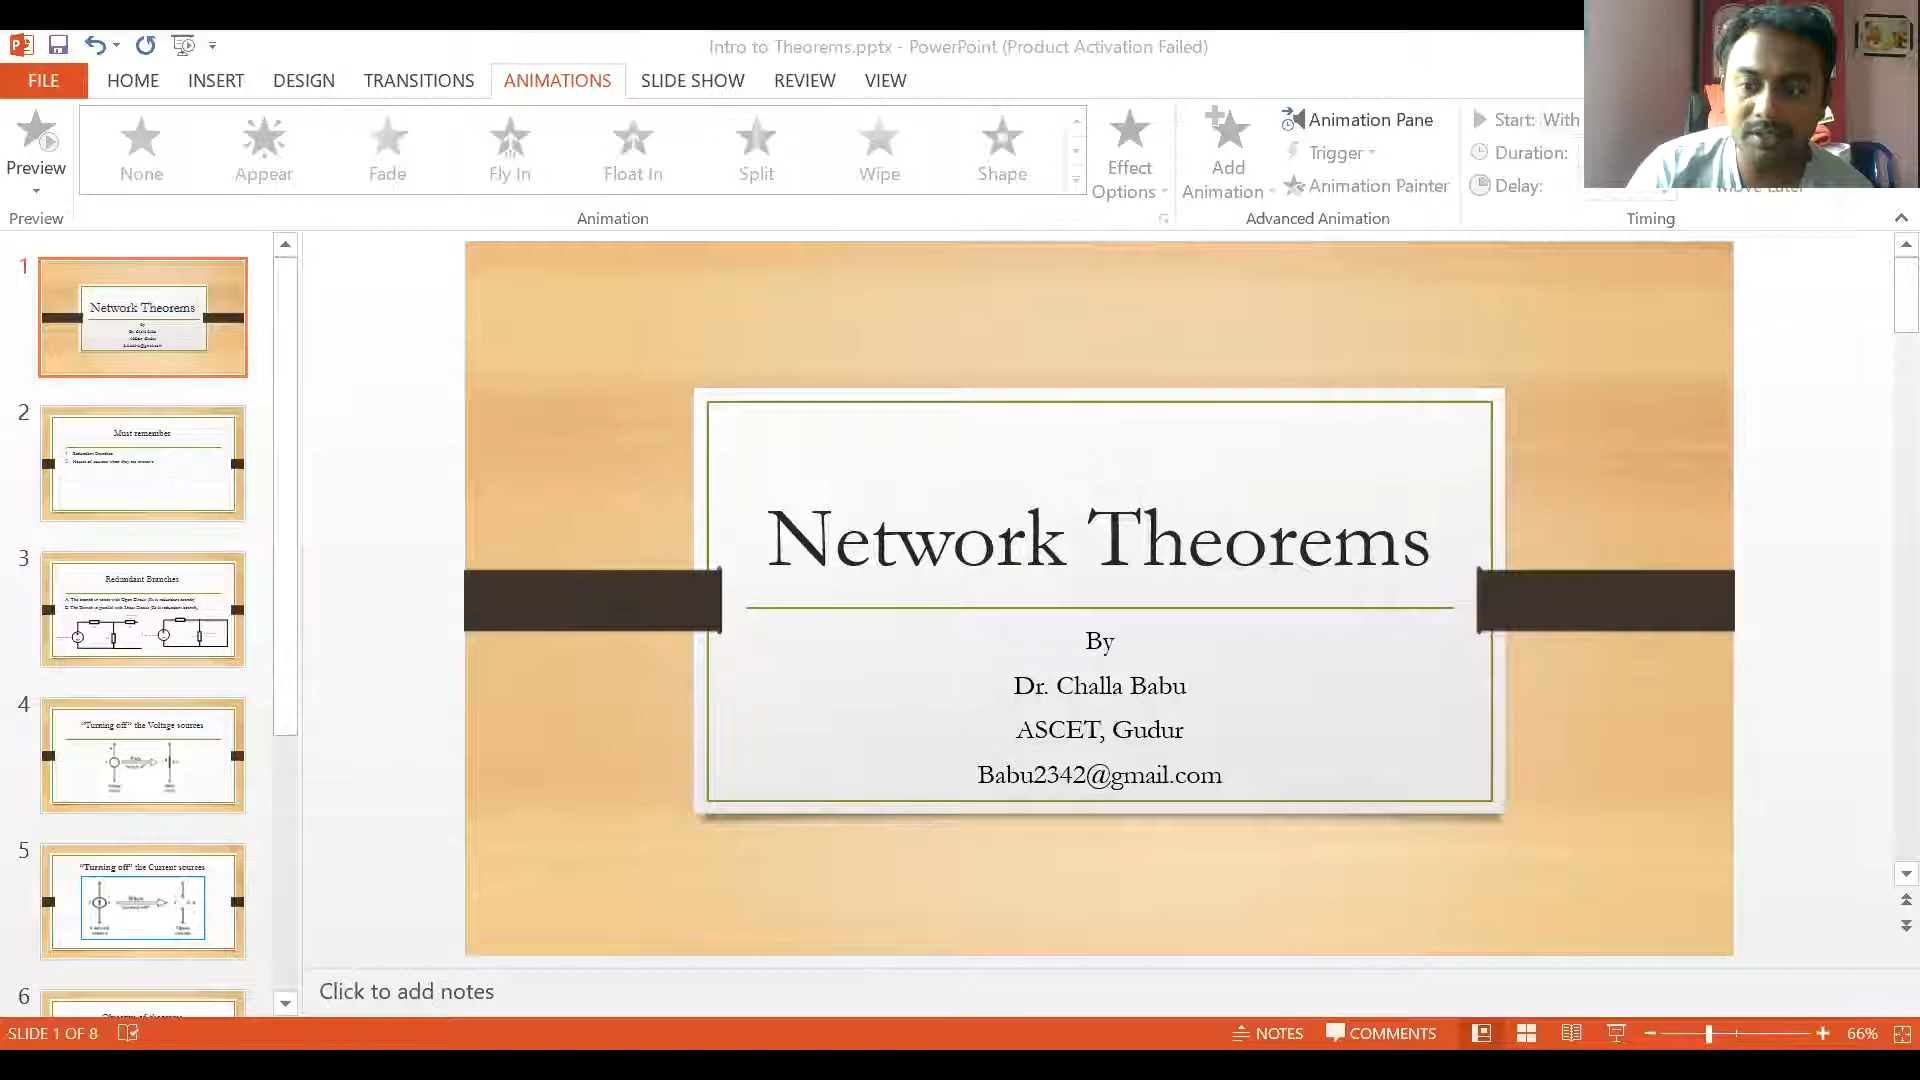 Intro to Theorems.pptx - PowerPoint (Product Activation Failed)
FILE HOME INSERT DESIGN TRANSITIONS ANIMATIONS SLIDE SHOW REVIEW VIEW
Preview
None Appear Fade Fly In Float In Split Wipe Shape
Effect Options
Add Animation
Animation Pane
Trigger
Animation Painter
Start: With
Duration:
Delay:
Preview Animation Advanced Animation Timing
1
Network Theorems
By
2
Must remember
3
Redundant Branches
4
"Turning off" the Voltage sources
5
"Turning off" the Current sources
6
Network Theorems
By
Dr. Challa Babu
ASCET, Gudur
Babu2342@gmail.com
Click to add notes
SLIDE 1 OF 8 NOTES COMMENTS 66%